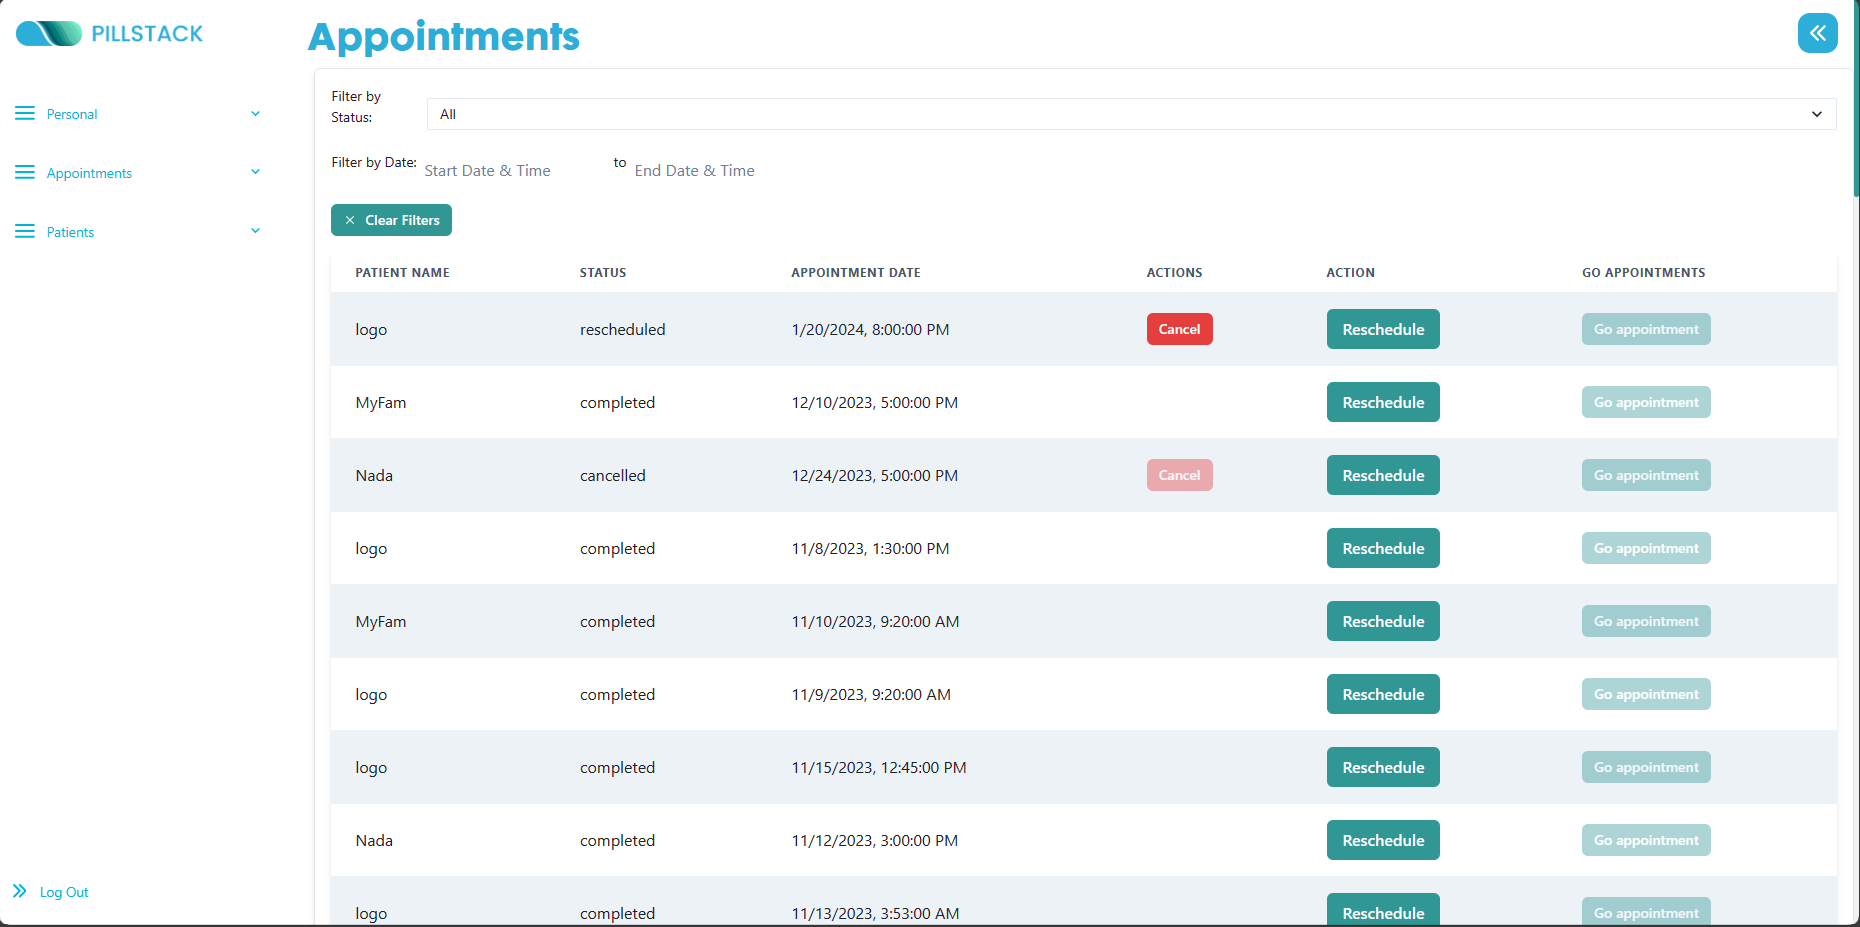 PILLSTACK
Appointments
Personal
Appointments
Patients
Log Out
Filter by
Status:
All
Filter by Date: Start Date & Time to End Date & Time
Clear Filters
PATIENT NAME STATUS APPOINTMENT DATE ACTIONS ACTION GO APPOINTMENTS
logo rescheduled 1/20/2024, 8:00:00 PM Cancel Reschedule Go appointment
MyFam completed 12/10/2023, 5:00:00 PM Reschedule Go appointment
Nada cancelled 12/24/2023, 5:00:00 PM Cancel Reschedule Go appointment
logo completed 11/8/2023, 1:30:00 PM Reschedule Go appointment
MyFam completed 11/10/2023, 9:20:00 AM Reschedule Go appointment
logo completed 11/9/2023, 9:20:00 AM Reschedule Go appointment
logo completed 11/15/2023, 12:45:00 PM Reschedule Go appointment
Nada completed 11/12/2023, 3:00:00 PM Reschedule Go appointment
logo completed 11/13/2023, 3:53:00 AM Reschedule Go appointment